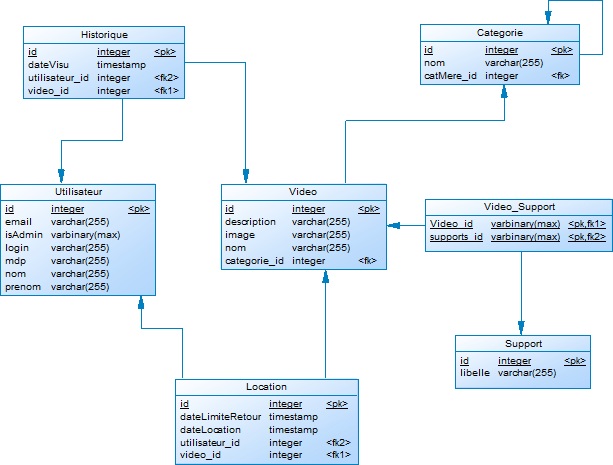 Historique
id integer <pk>
dateVisu timestamp
utilisateur_id integer <fk2>
video_id integer <fk1>
Categorie
id integer <pk>
nom varchar(255)
catMere_id integer <fk>
Utilisateur
id integer <pk>
email varchar(255)
isAdmin varbinary(max)
login varchar(255)
mdp varchar(255)
nom varchar(255)
prenom varchar(255)
Video
id integer <pk>
description varchar(255)
image varchar(255)
nom varchar(255)
categorie_id integer <fk>
Video_Support
Video_id varbinary(max) <pk,fk1>
supports_id varbinary(max) <pk,fk2>
Support
id integer <pk>
libelle varchar(255)
Location
id integer <pk>
dateLimiteRetour timestamp
dateLocation timestamp
utilisateur_id integer <fk2>
video_id integer <fk1>